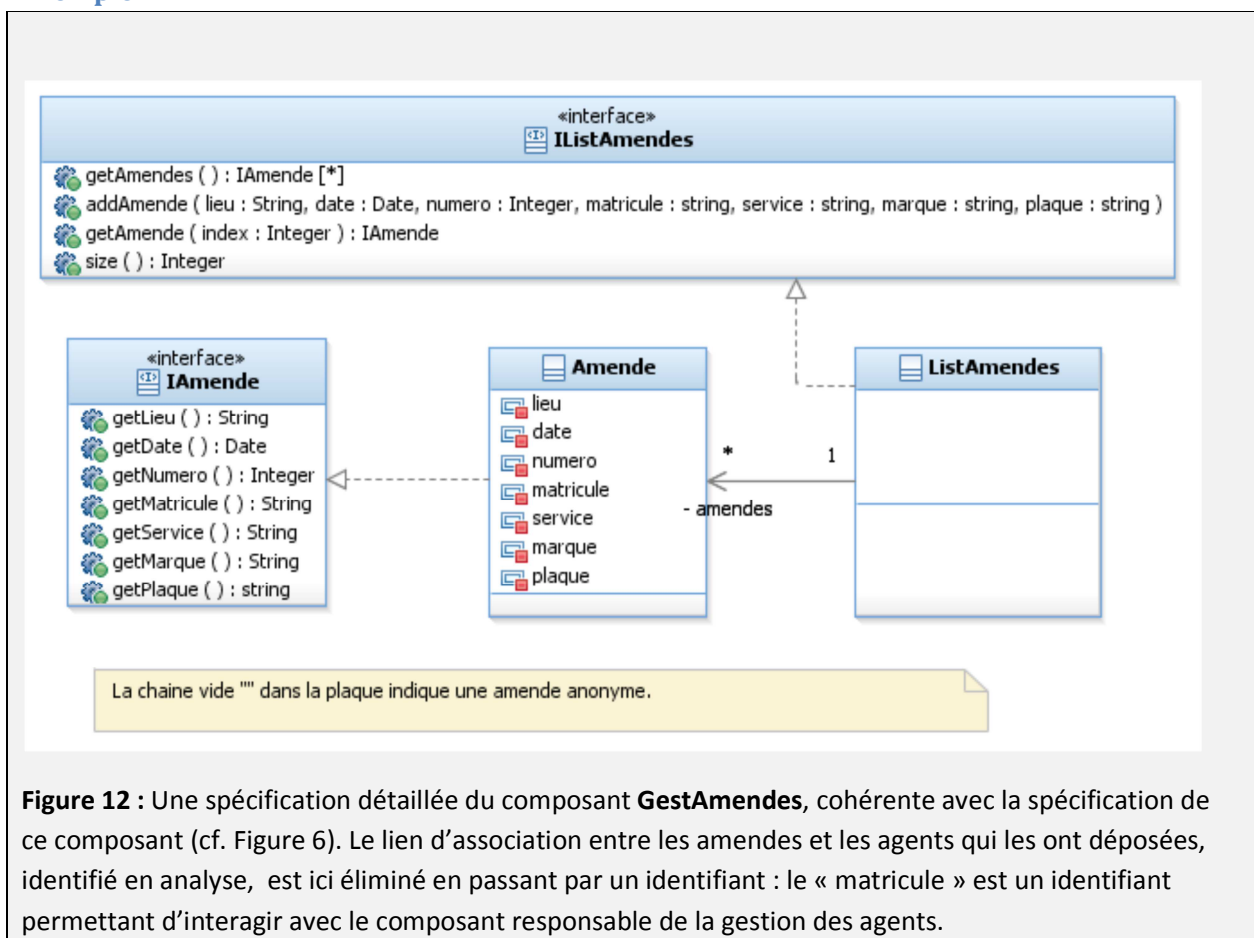 «interface»
IListAmendes
getAmendes ( ) : IAmende [*]
addAmende ( lieu : String, date : Date, numero : Integer, matricule : string, service : string, marque : string, plaque : string )
getAmende ( index : Integer ) : IAmende
size ( ) : Integer
«interface»
IAmende
getLieu ( ) : String
getDate ( ) : Date
getNumero ( ) : Integer
getMatricule ( ) : String
getService ( ) : String
getMarque ( ) : String
getPlaque ( ) : string
Amende
lieu
date
numero
matricule
service
marque
plaque
*
1
- amendes
ListAmendes
La chaine vide "" dans la plaque indique une amende anonyme.
Figure 12 : Une spécification détaillée du composant GestAmendes, cohérente avec la spécification de
ce composant (cf. Figure 6). Le lien d’association entre les amendes et les agents qui les ont déposées,
identifié en analyse, est ici éliminé en passant par un identifiant : le « matricule » est un identifiant
permettant d’interagir avec le composant responsable de la gestion des agents.